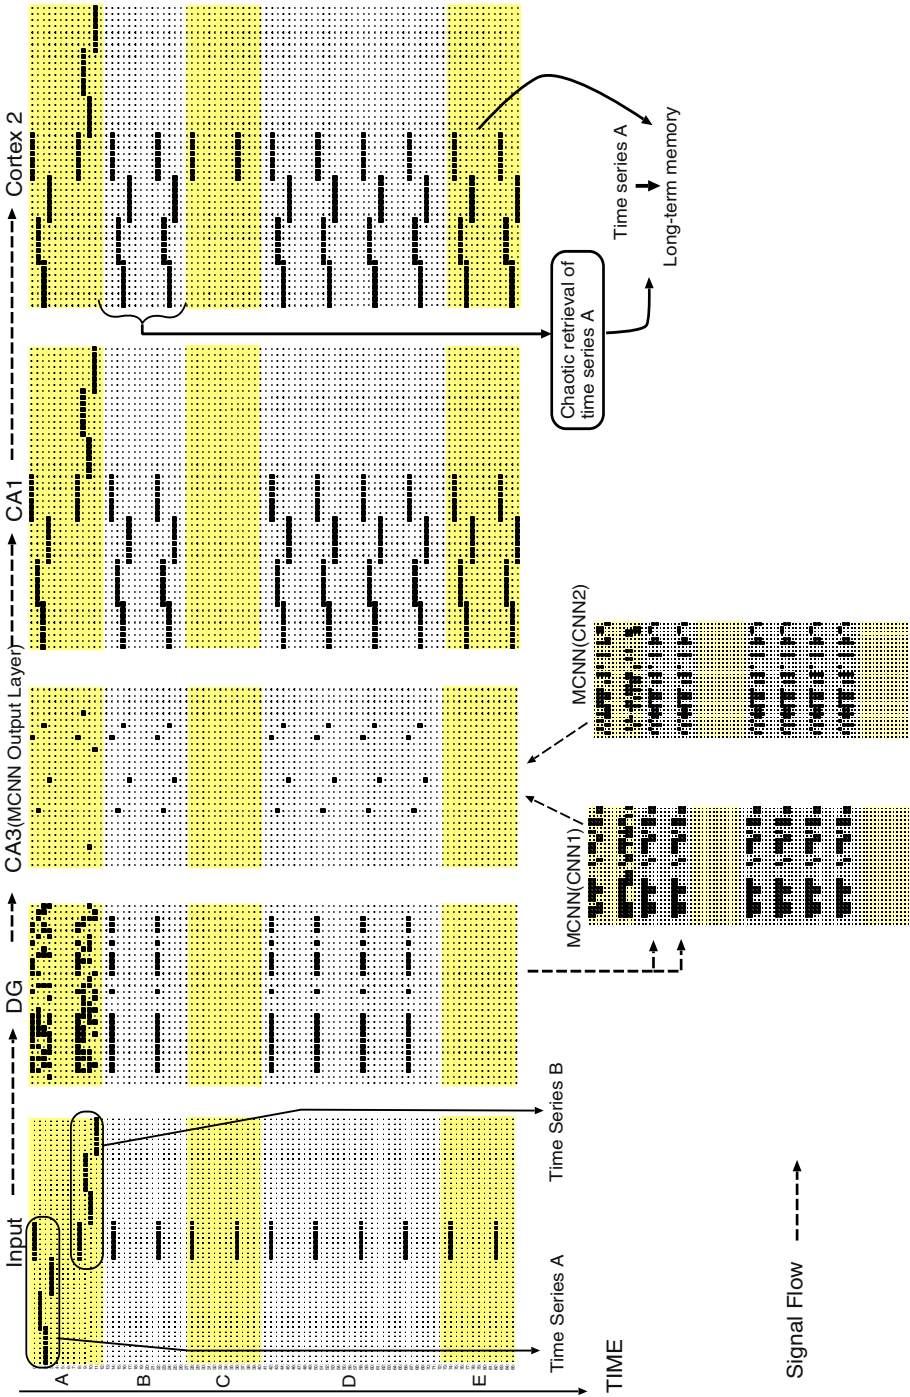 Input
DG
CA3(MCNN Output Layer)
CA1
Cortex 2
A
B
C
D
E
TIME
Time Series A
Time Series B
MCNN(CNN1)
MCNN(CNN2)
Chaotic retrieval of
time series A
Time series A
Long-term memory
Signal Flow